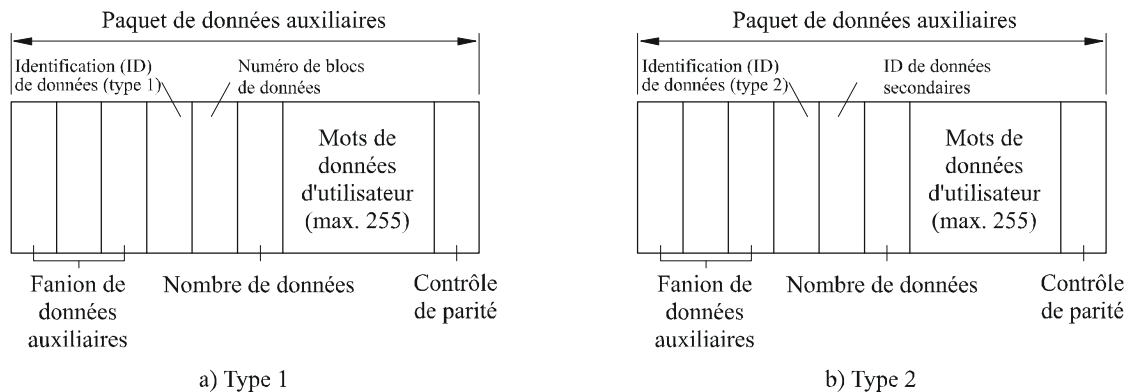 Paquet de données auxiliaires
Identification (ID)
de données (type 1)
Numéro de blocs
de données
Mots de
données
d'utilisateur
(max. 255)
Fanion de
données
auxiliaires
Nombre de données
Contrôle
de parité
a) Type 1
Paquet de données auxiliaires
Identification (ID)
de données (type 2)
ID de données
secondaires
Mots de
données
d'utilisateur
(max. 255)
Fanion de
données
auxiliaires
Nombre de données
Contrôle
de parité
b) Type 2